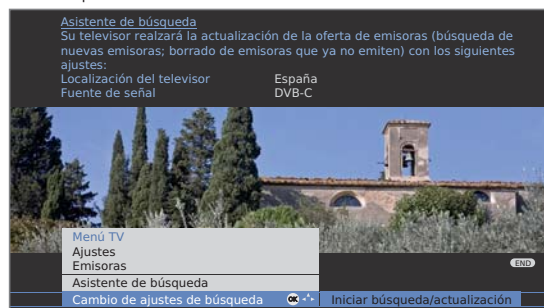 Asistente de búsqueda
Su televisor realzará la actualización de la oferta de emisoras (búsqueda de
nuevas emisoras; borrado de emisoras que ya no emiten) con los siguientes
ajustes:
Localización del televisor España
Fuente de señal DVB-C
Menú TV
Ajustes
Emisoras
END
Asistente de búsqueda
Cambio de ajustes de búsqueda OK Iniciar búsqueda/actualización